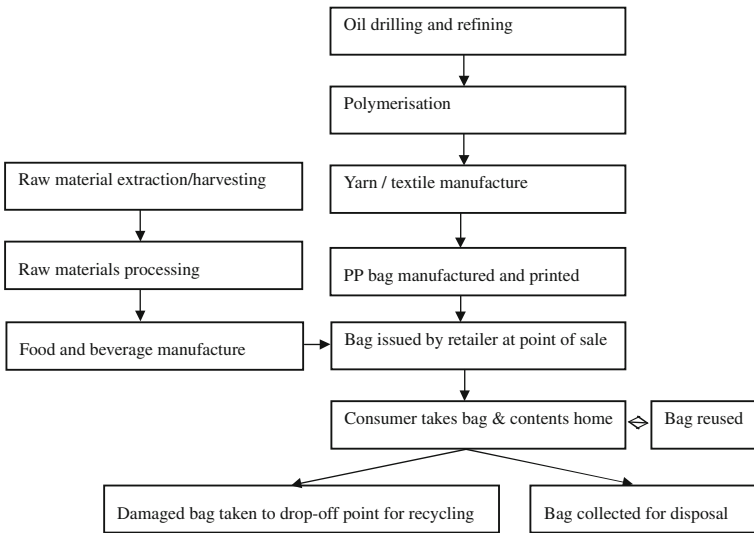 Oil drilling and refining
Polymerisation
Raw material extraction/harvesting
Yarn / textile manufacture
Raw materials processing
PP bag manufactured and printed
Food and beverage manufacture
Bag issued by retailer at point of sale
Consumer takes bag & contents home
Bag reused
Damaged bag taken to drop-off point for recycling
Bag collected for disposal